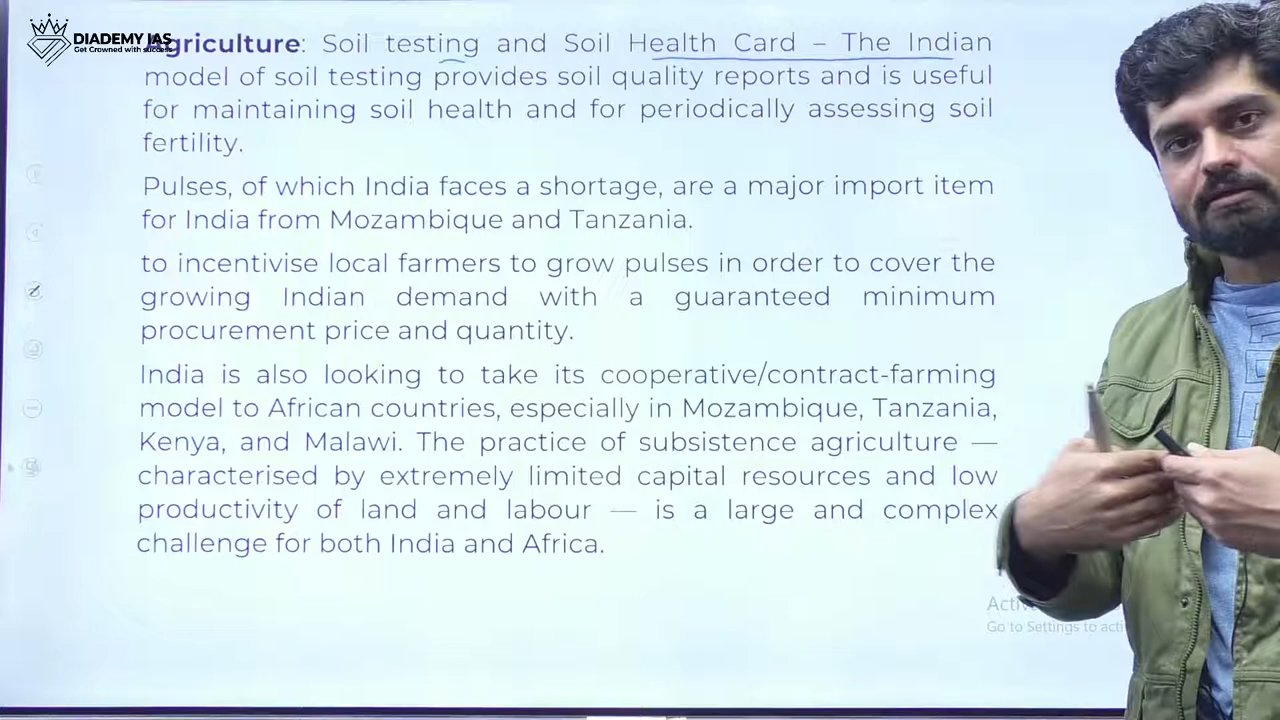 DIADEMY IAS
Get Crowned with success
Agriculture: Soil testing and Soil Health Card – The Indian
model of soil testing provides soil quality reports and is useful
for maintaining soil health and for periodically assessing soil
fertility.
Pulses, of which India faces a shortage, are a major import item
for India from Mozambique and Tanzania.
to incentivise local farmers to grow pulses in order to cover the
growing Indian demand with a guaranteed minimum
procurement price and quantity.
India is also looking to take its cooperative/contract-farming
model to African countries, especially in Mozambique, Tanzania,
Kenya, and Malawi. The practice of subsistence agriculture —
characterised by extremely limited capital resources and low
productivity of land and labour — is a large and complex
challenge for both India and Africa.
Go to Settings to